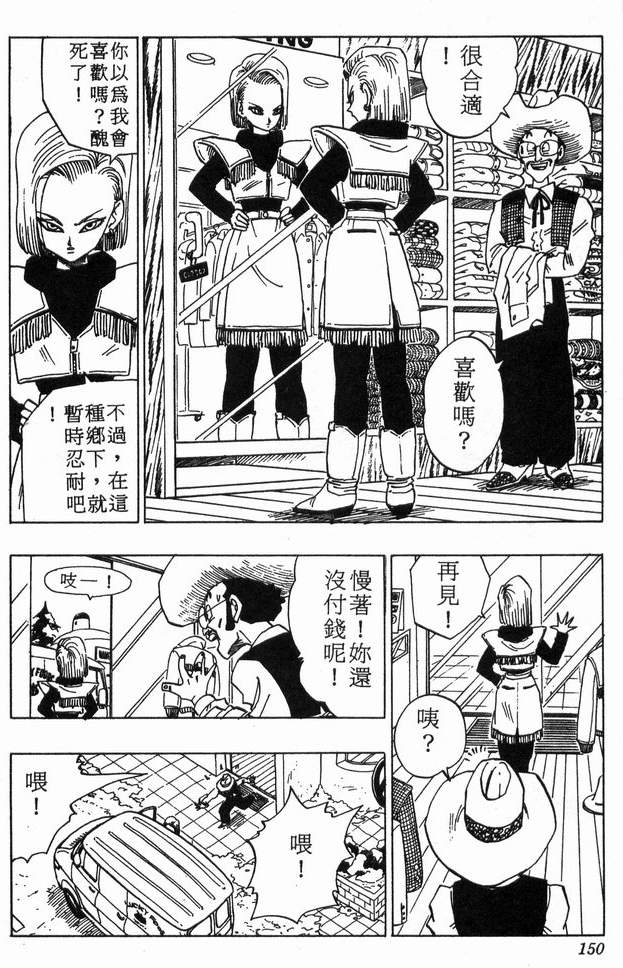 很合適
！
喜歡嗎？
你以為我會
喜歡嗎？醜
死了！
不過，在這
種鄉下，就
暫時忍耐吧
！
再見！
咦？
慢著！妳還
沒付錢呢！
吱—！
喂！
喂！
LUCKY FOODS
150